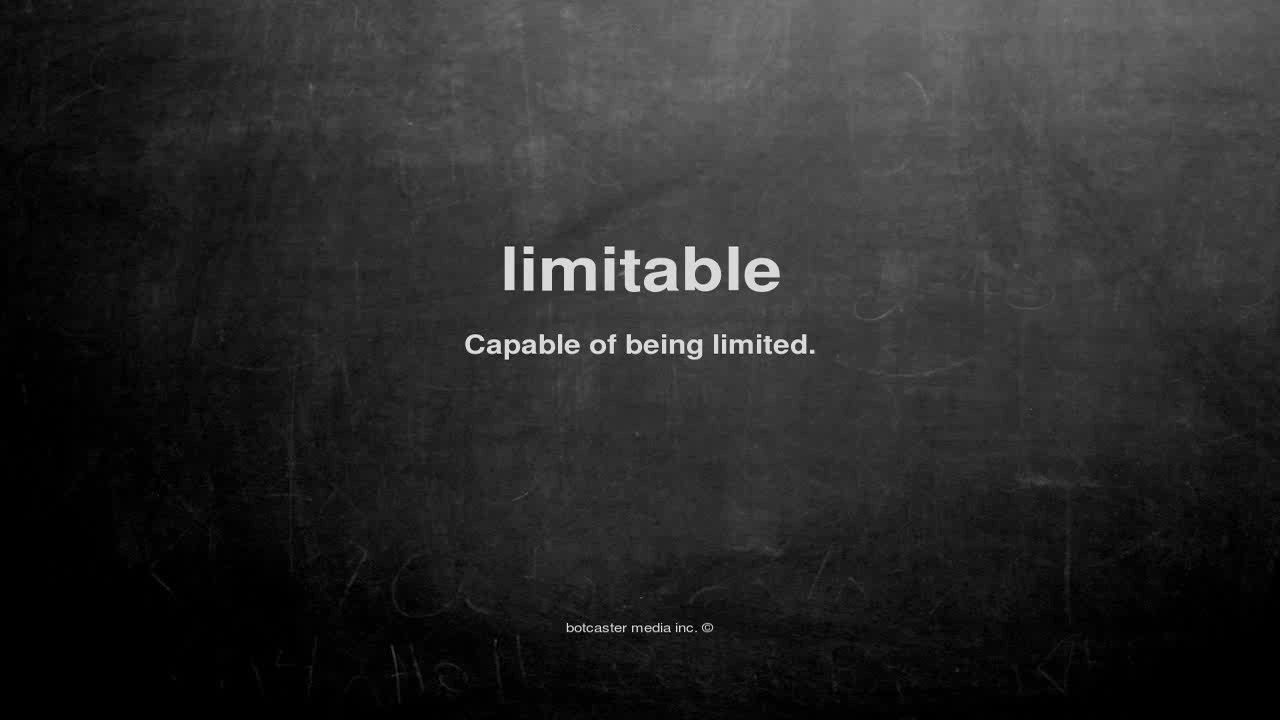 limitable
Capable of being limited.
botcaster media inc. ©